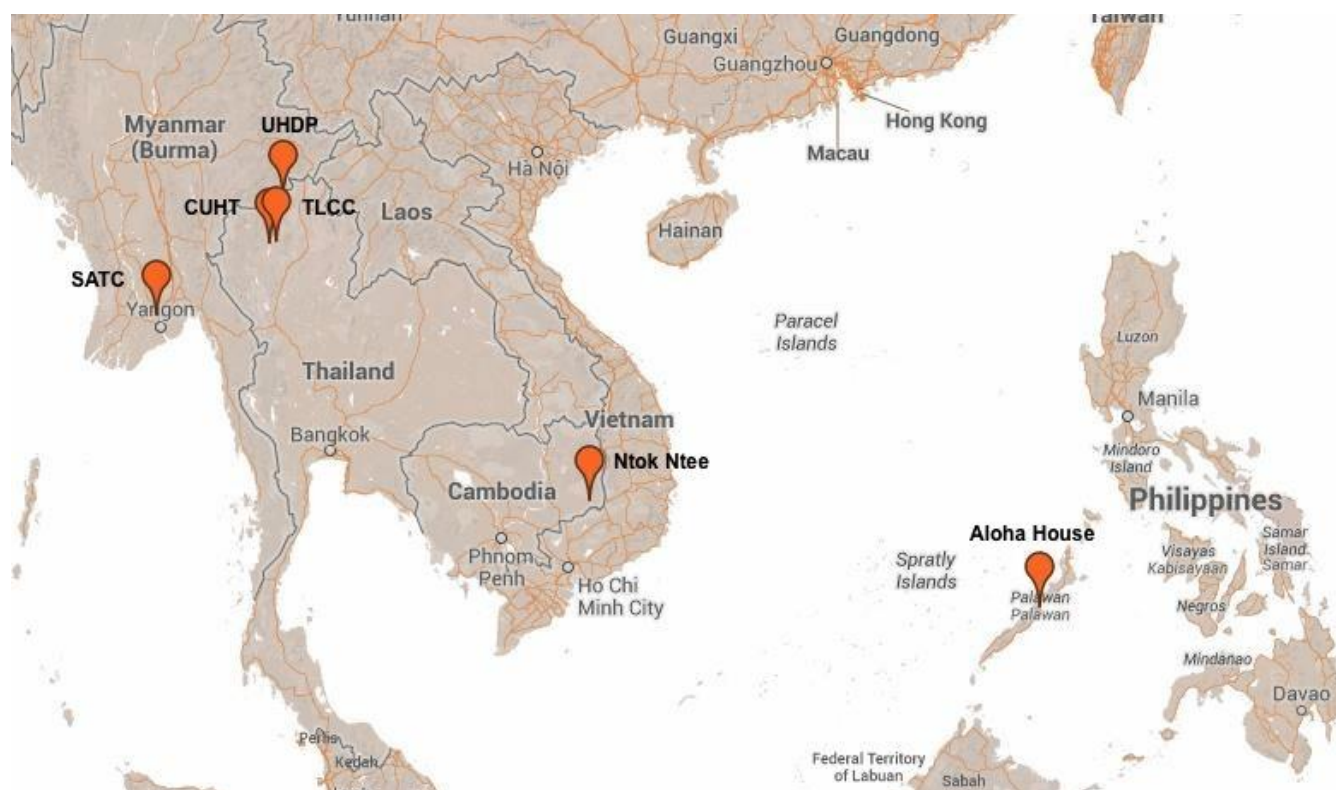 Yunnan
Taiwan
Guangxi
Guangdong
Guangzhou
Hong Kong
Macau
Myanmar
(Burma)
UHDP
Hà Nội
CUHT
TLCC
Laos
Hainan
SATC
Yangon
Paracel
Islands
Luzon
Thailand
Manila
Vietnam
Bangkok
Mindoro
Island
Ntok Ntee
Cambodia
Philippines
Aloha House
Phnom
Penh
Spratly
Islands
Visayas
Kabisayaan
Samar
Island
Samar
Ho Chi
Minh City
Palawan
Palawan
Negros
Mindanao
Davao
Perlis
Kedah
Federal Territory
of Labuan
Sabah